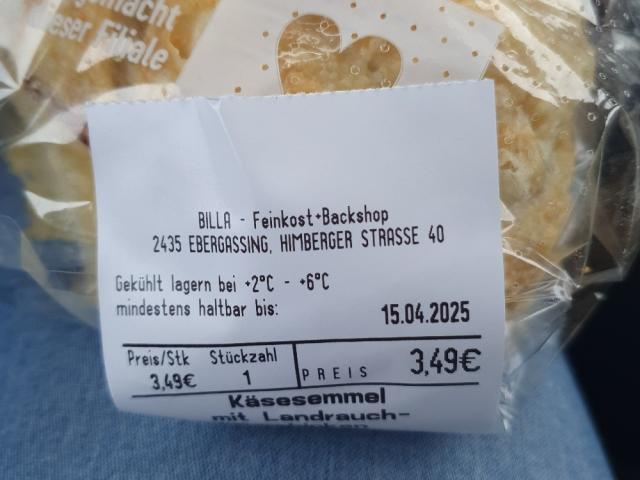 gemacht
ieser Filiale
BILLA - Feinkost+Backshop
2435 EBERGASSING, HIMBERGER STRASSE 40
Gekühlt lagern bei +2°C - +6°C
mindestens haltbar bis: 15.04.2025
Preis/Stk Stückzahl PREIS 3,49€
3,49€ 1
Käsesemmel
mit Landrauch-